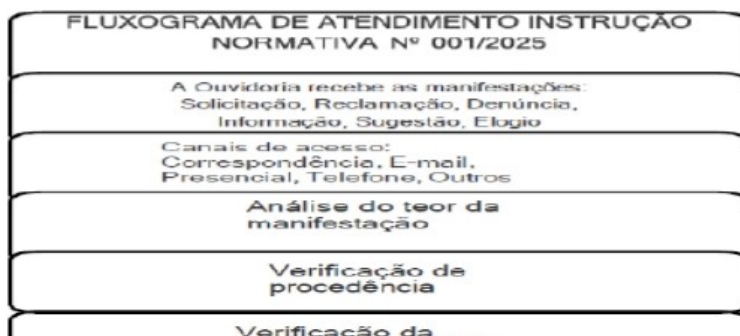 FLUXOGRAMA DE ATENDIMENTO INSTRUÇÃO
NORMATIVA Nº 001/2025
A Ouvidoria recebe as manifestações:
Solicitação, Reclamação, Denúncia,
Informação, Sugestão, Elogio
Canais de acesso:
Correspondência, E-mail,
Presencial, Telefone, Outros
Análise do teor da
manifestação
Verificação de
procedência
Verificação da